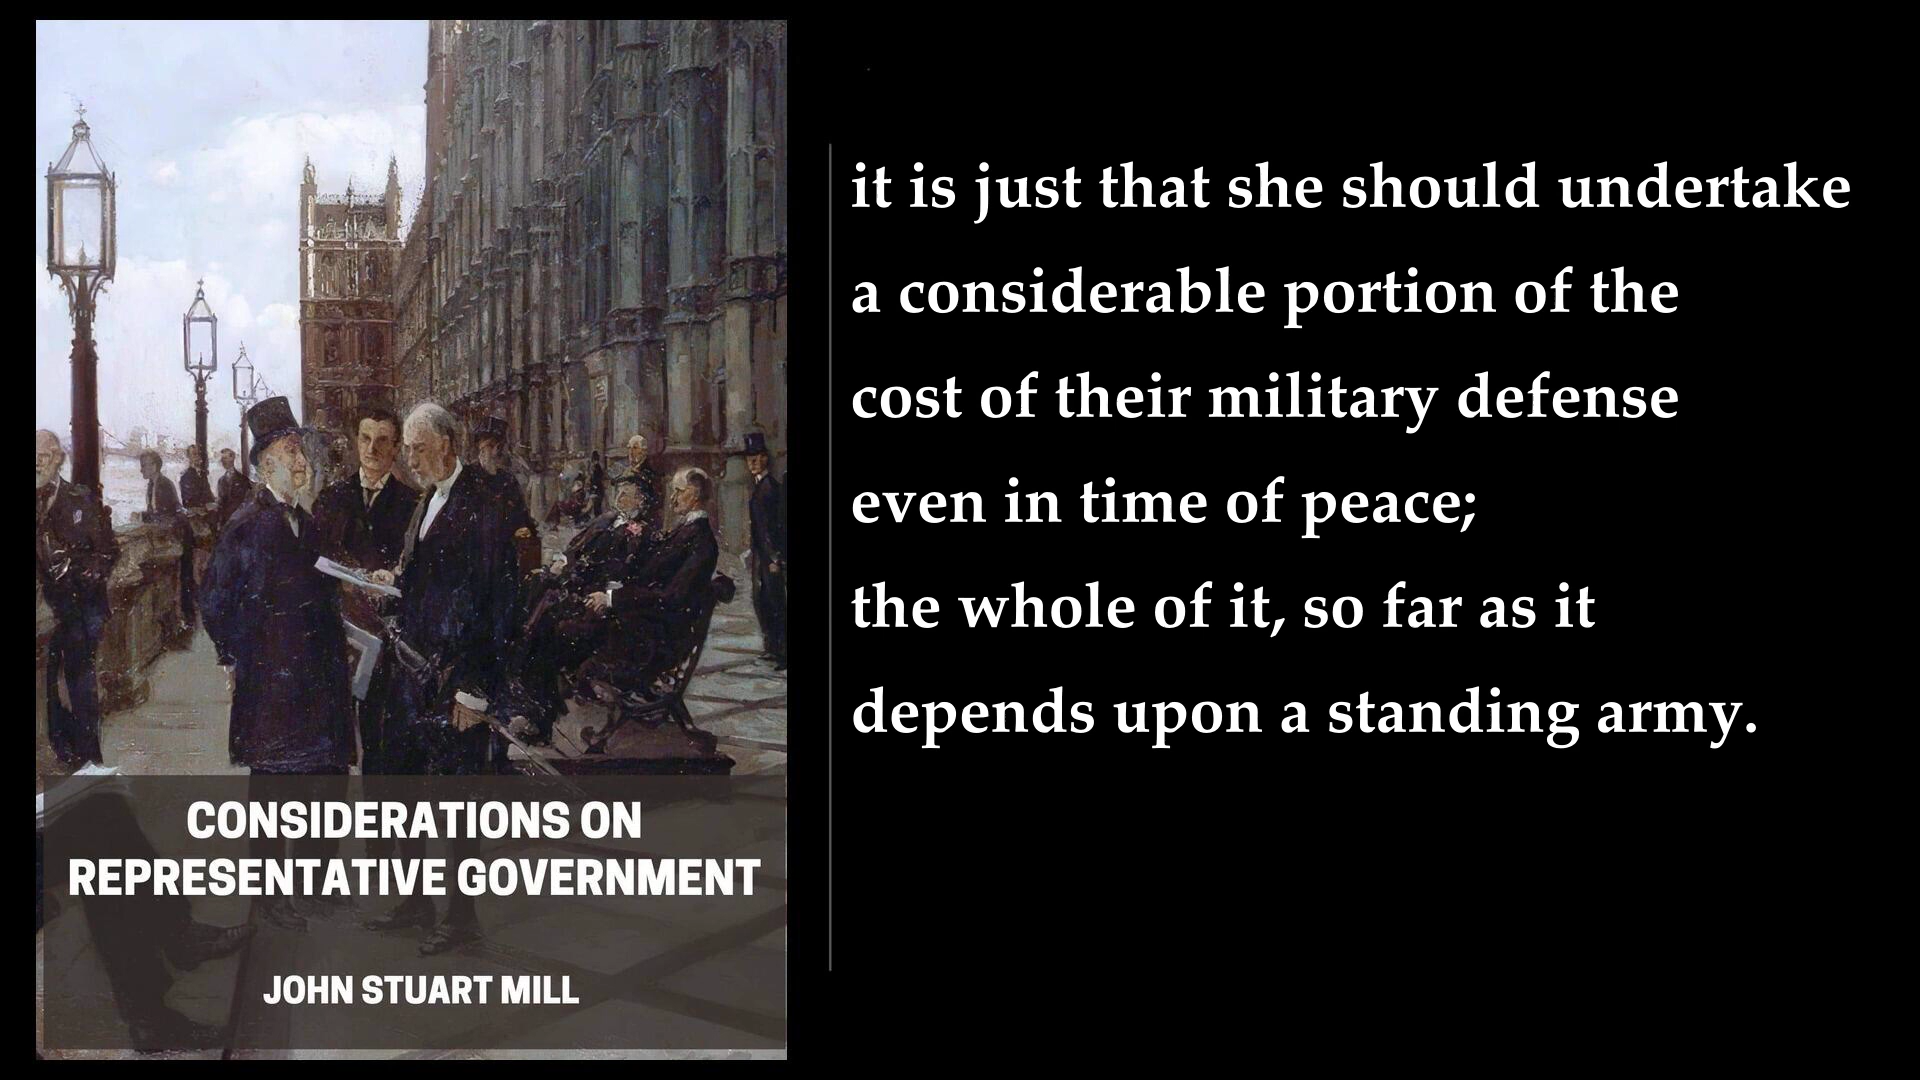 it is just that she should undertake
a considerable portion of the
cost of their military defense
even in time of peace;
the whole of it, so far as it
depends upon a standing army.
CONSIDERATIONS ON
REPRESENTATIVE GOVERNMENT
JOHN STUART MILL